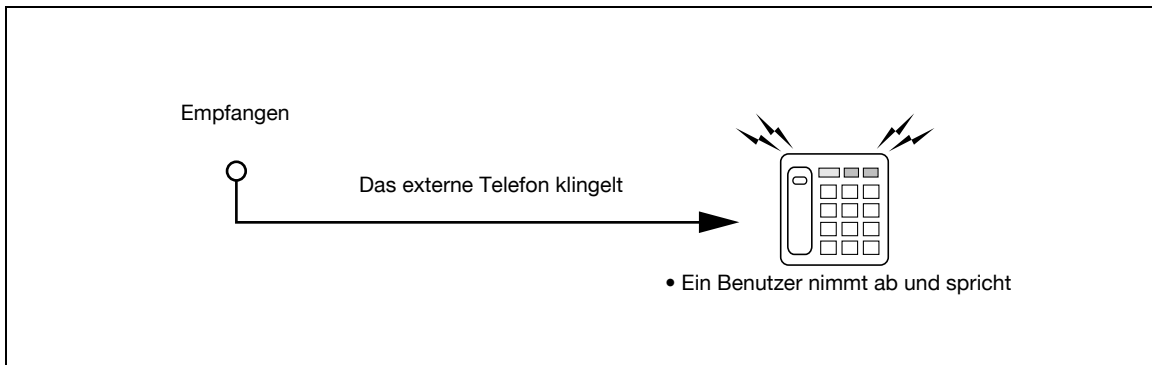 Empfangen
Das externe Telefon klingelt
• Ein Benutzer nimmt ab und spricht